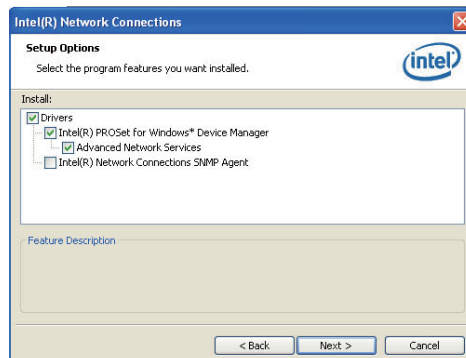 Intel(R) Network Connections
Setup Options
Select the program features you want installed.
intel
Install:
Drivers
Intel(R) PROSet for Windows* Device Manager
Advanced Network Services
Intel(R) Network Connections SNMP Agent
Feature Description
< Back
Next >
Cancel